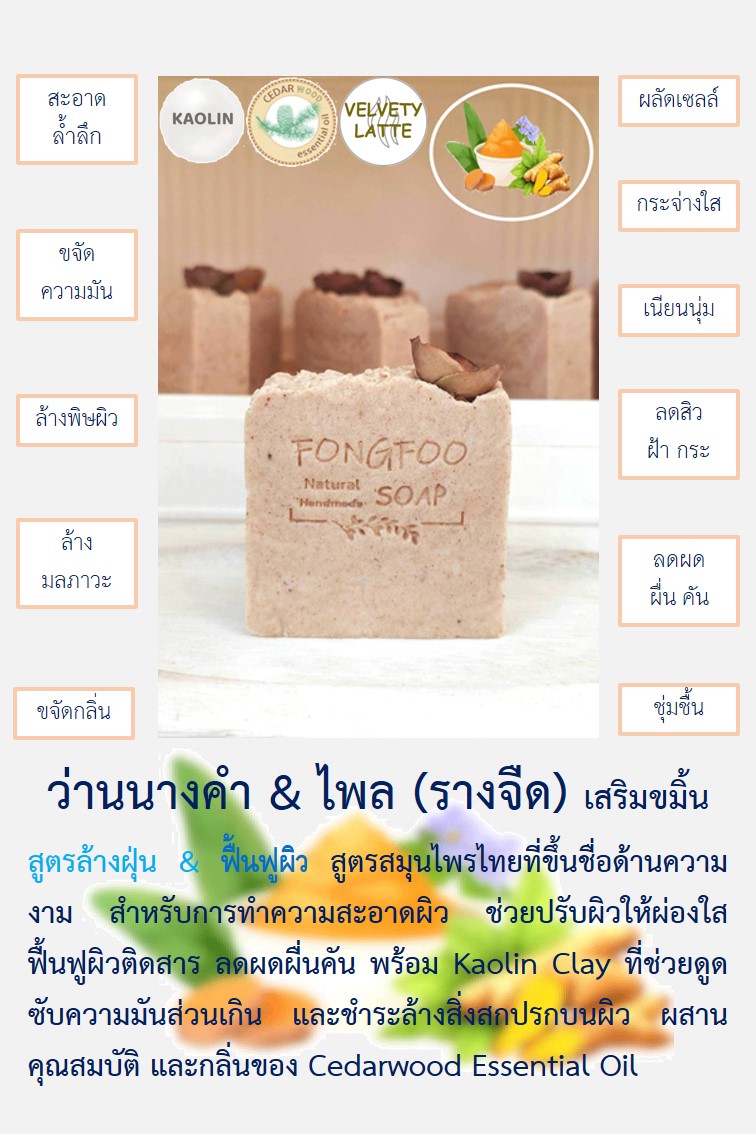 สะอาด
ล้ำลึก
ขจัด
ความมัน
ล้างพิษผิว
ล้าง
มลภาวะ
ขจัดกลิ่น
KAOLIN
CEDAR WOOD
essential oil
VELVETY
LATTE
FONGFOO
Natural
Handmade SOAP
ผลัดเซลล์
กระจ่างใส
เนียนนุ่ม
ลดสิว
ฝ้า กระ
ลดผด
ผื่น คัน
ชุ่มชื้น
ว่านนางคำ & ไพล (รางจืด) เสริมขมิ้น
สูตรล้างฝุ่น & ฟื้นฟูผิว สูตรสมุนไพรไทยที่ขึ้นชื่อด้านความ
งาม สำหรับการทำความสะอาดผิว ช่วยปรับผิวให้ผ่องใส
ฟื้นฟูผิวติดสาร ลดผดผื่นคัน พร้อม Kaolin Clay ที่ช่วยดูด
ซับความมันส่วนเกิน และชำระล้างสิ่งสกปรกบนผิว ผสาน
คุณสมบัติ และกลิ่นของ Cedarwood Essential Oil